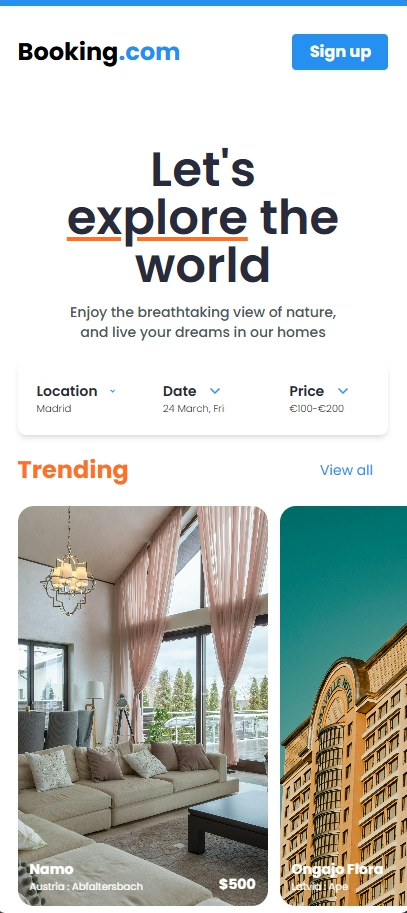 Booking.com
Sign up
Let's
explore the
world
Enjoy the breathtaking view of nature,
and live your dreams in our homes
Location
Date
Price
Madrid
24 March, Fri
€100-€200
Trending
View all
Namo
Austria : Abfaltersbach
$500
Ongajo Flora
Latvia : Ape